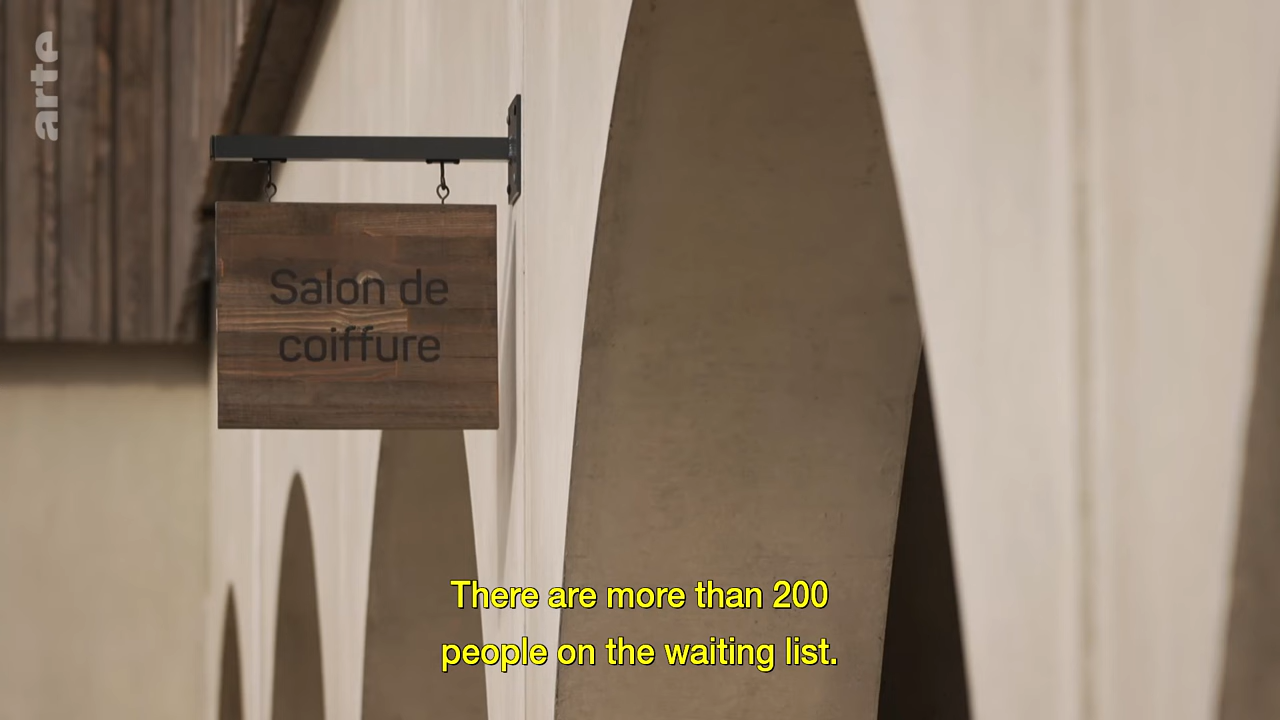 arte
Salon de
coiffure
There are more than 200
people on the waiting list.